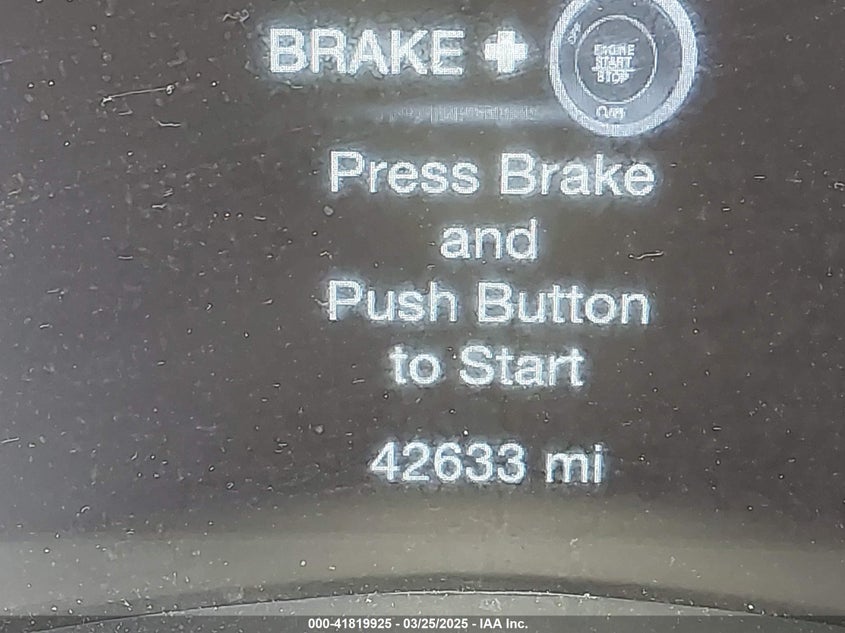 BRAKE +
ENGINE
START
STOP
Press Brake
and
Push Button
to Start
42633 mi
000-41819925 - 03/25/2025 - IAA Inc.